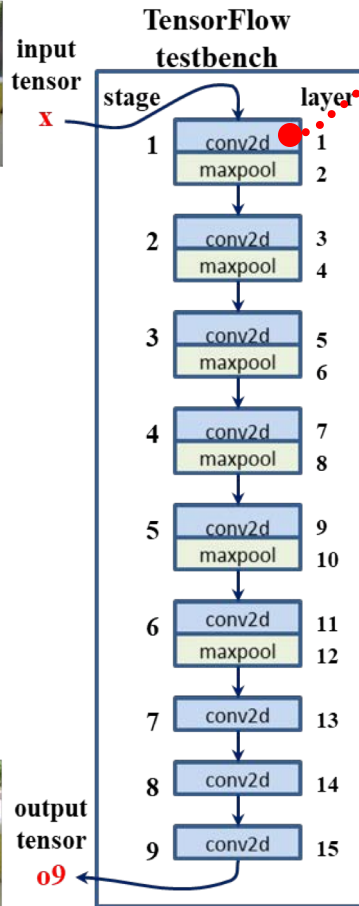 TensorFlow
testbench
input
tensor
x
stage
layer
1
conv2d
1
maxpool
2
2
conv2d
3
maxpool
4
3
conv2d
5
maxpool
6
4
conv2d
7
maxpool
8
5
conv2d
9
maxpool
10
6
conv2d
11
maxpool
12
7
conv2d
13
8
conv2d
14
9
conv2d
15
output
tensor
o9